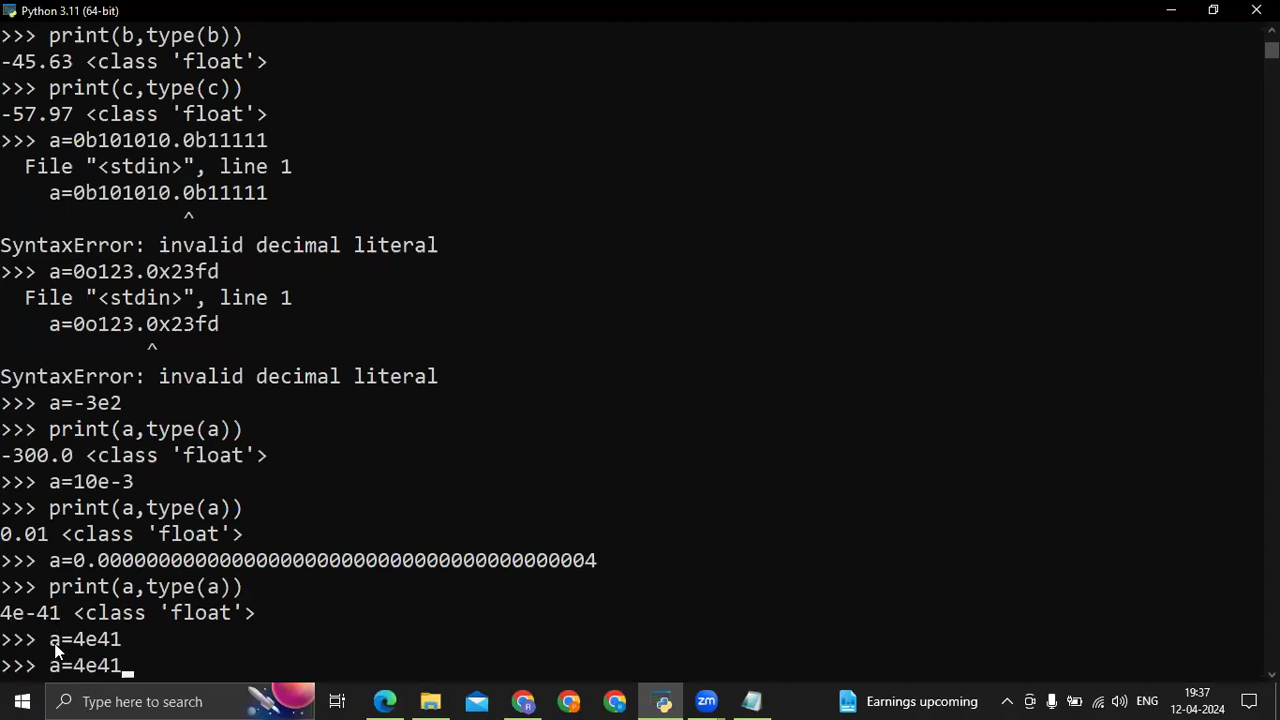 Python 3.11 (64-bit)
>>> print(b,type(b))
-45.63 <class 'float'>
>>> print(c,type(c))
-57.97 <class 'float'>
>>> a=0b101010.0b11111
  File "<stdin>", line 1
    a=0b101010.0b11111
               ^
SyntaxError: invalid decimal literal
>>> a=0o123.0x23fd
  File "<stdin>", line 1
    a=0o123.0x23fd
            ^
SyntaxError: invalid decimal literal
>>> a=-3e2
>>> print(a,type(a))
-300.0 <class 'float'>
>>> a=10e-3
>>> print(a,type(a))
0.01 <class 'float'>
>>> a=0.00000000000000000000000000000000000000004
>>> print(a,type(a))
4e-41 <class 'float'>
>>> a=4e41
>>> a=4e41_
Type here to search
Earnings upcoming
ENG
19:37
12-04-2024